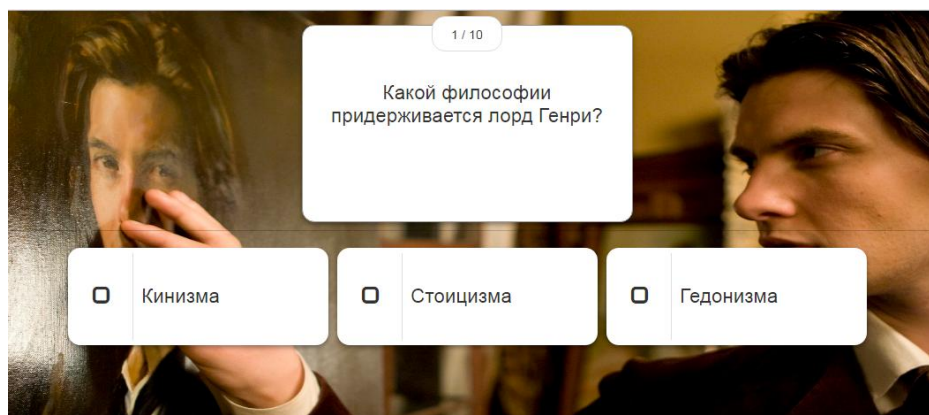 1 / 10
Какой философии
придерживается лорд Генри?
Кинизма
Стоицизма
Гедонизма